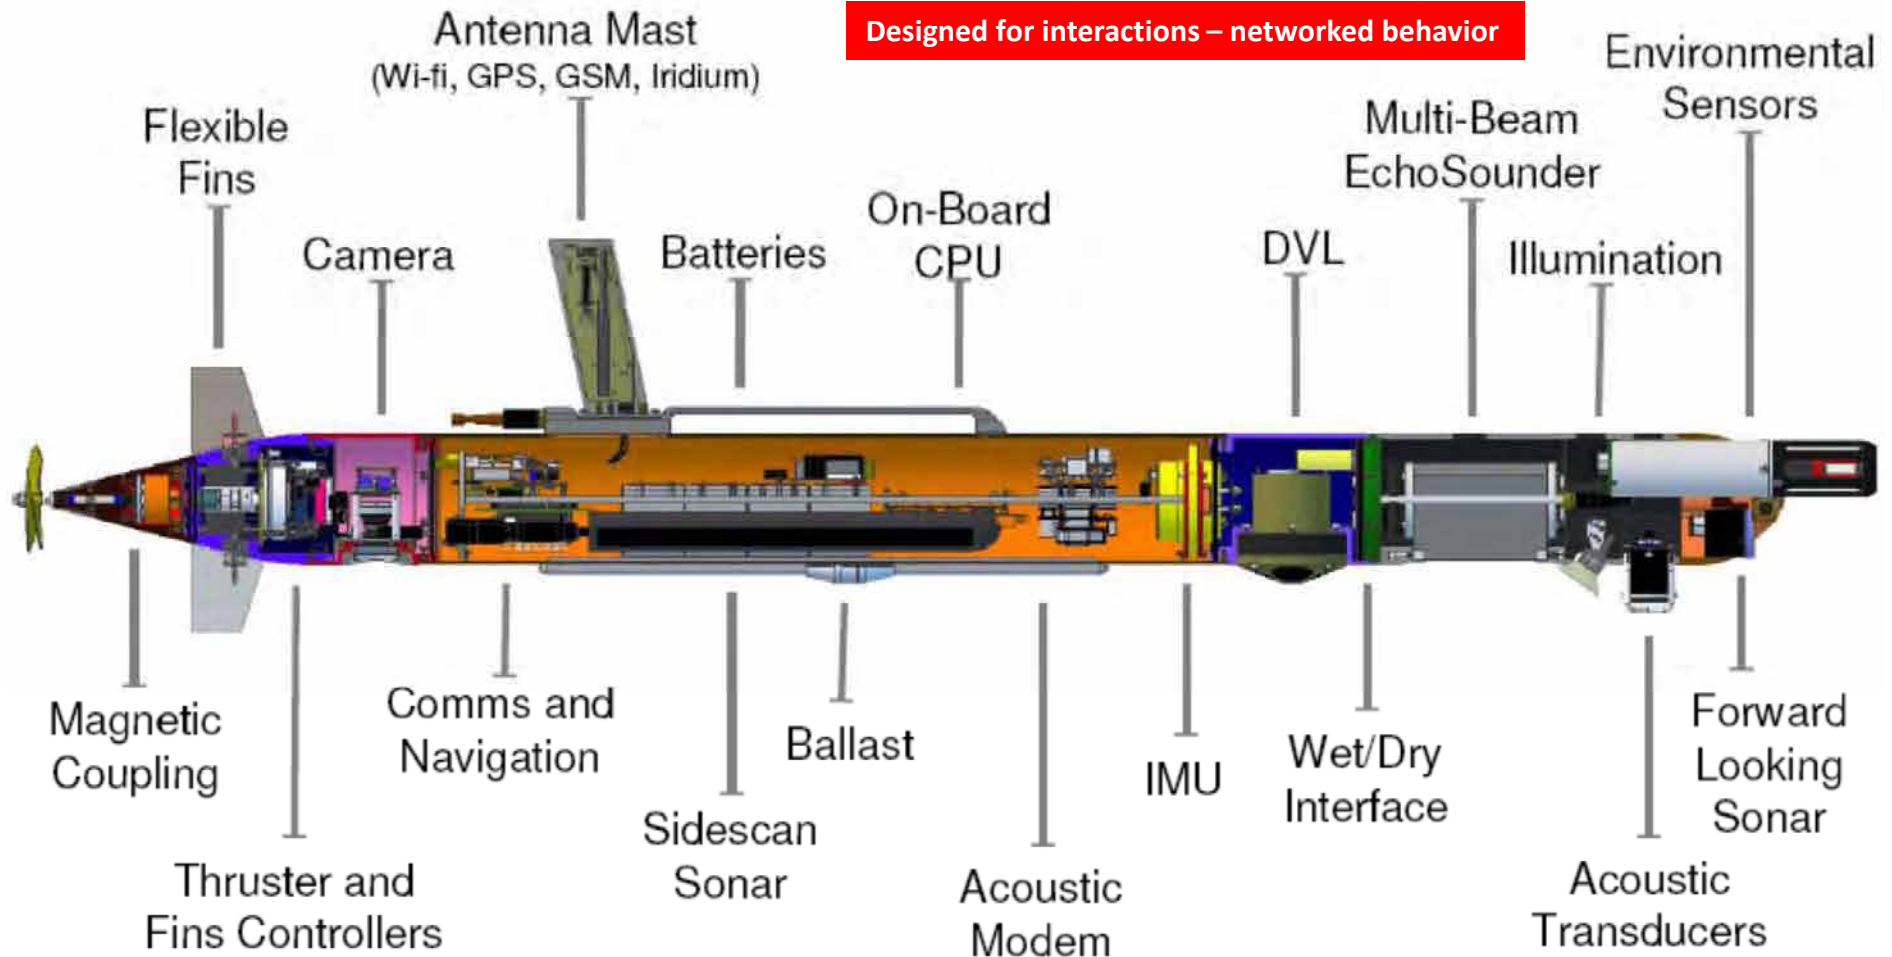 Designed for interactions – networked behavior
Antenna Mast
(Wi-fi, GPS, GSM, Iridium)
Environmental
Sensors
Flexible
Fins
Multi-Beam
EchoSounder
Camera
Batteries
On-Board
CPU
DVL
Illumination
Magnetic
Coupling
Comms and
Navigation
Ballast
IMU
Wet/Dry
Interface
Forward
Looking
Sonar
Thruster and
Fins Controllers
Sidescan
Sonar
Acoustic
Modem
Acoustic
Transducers